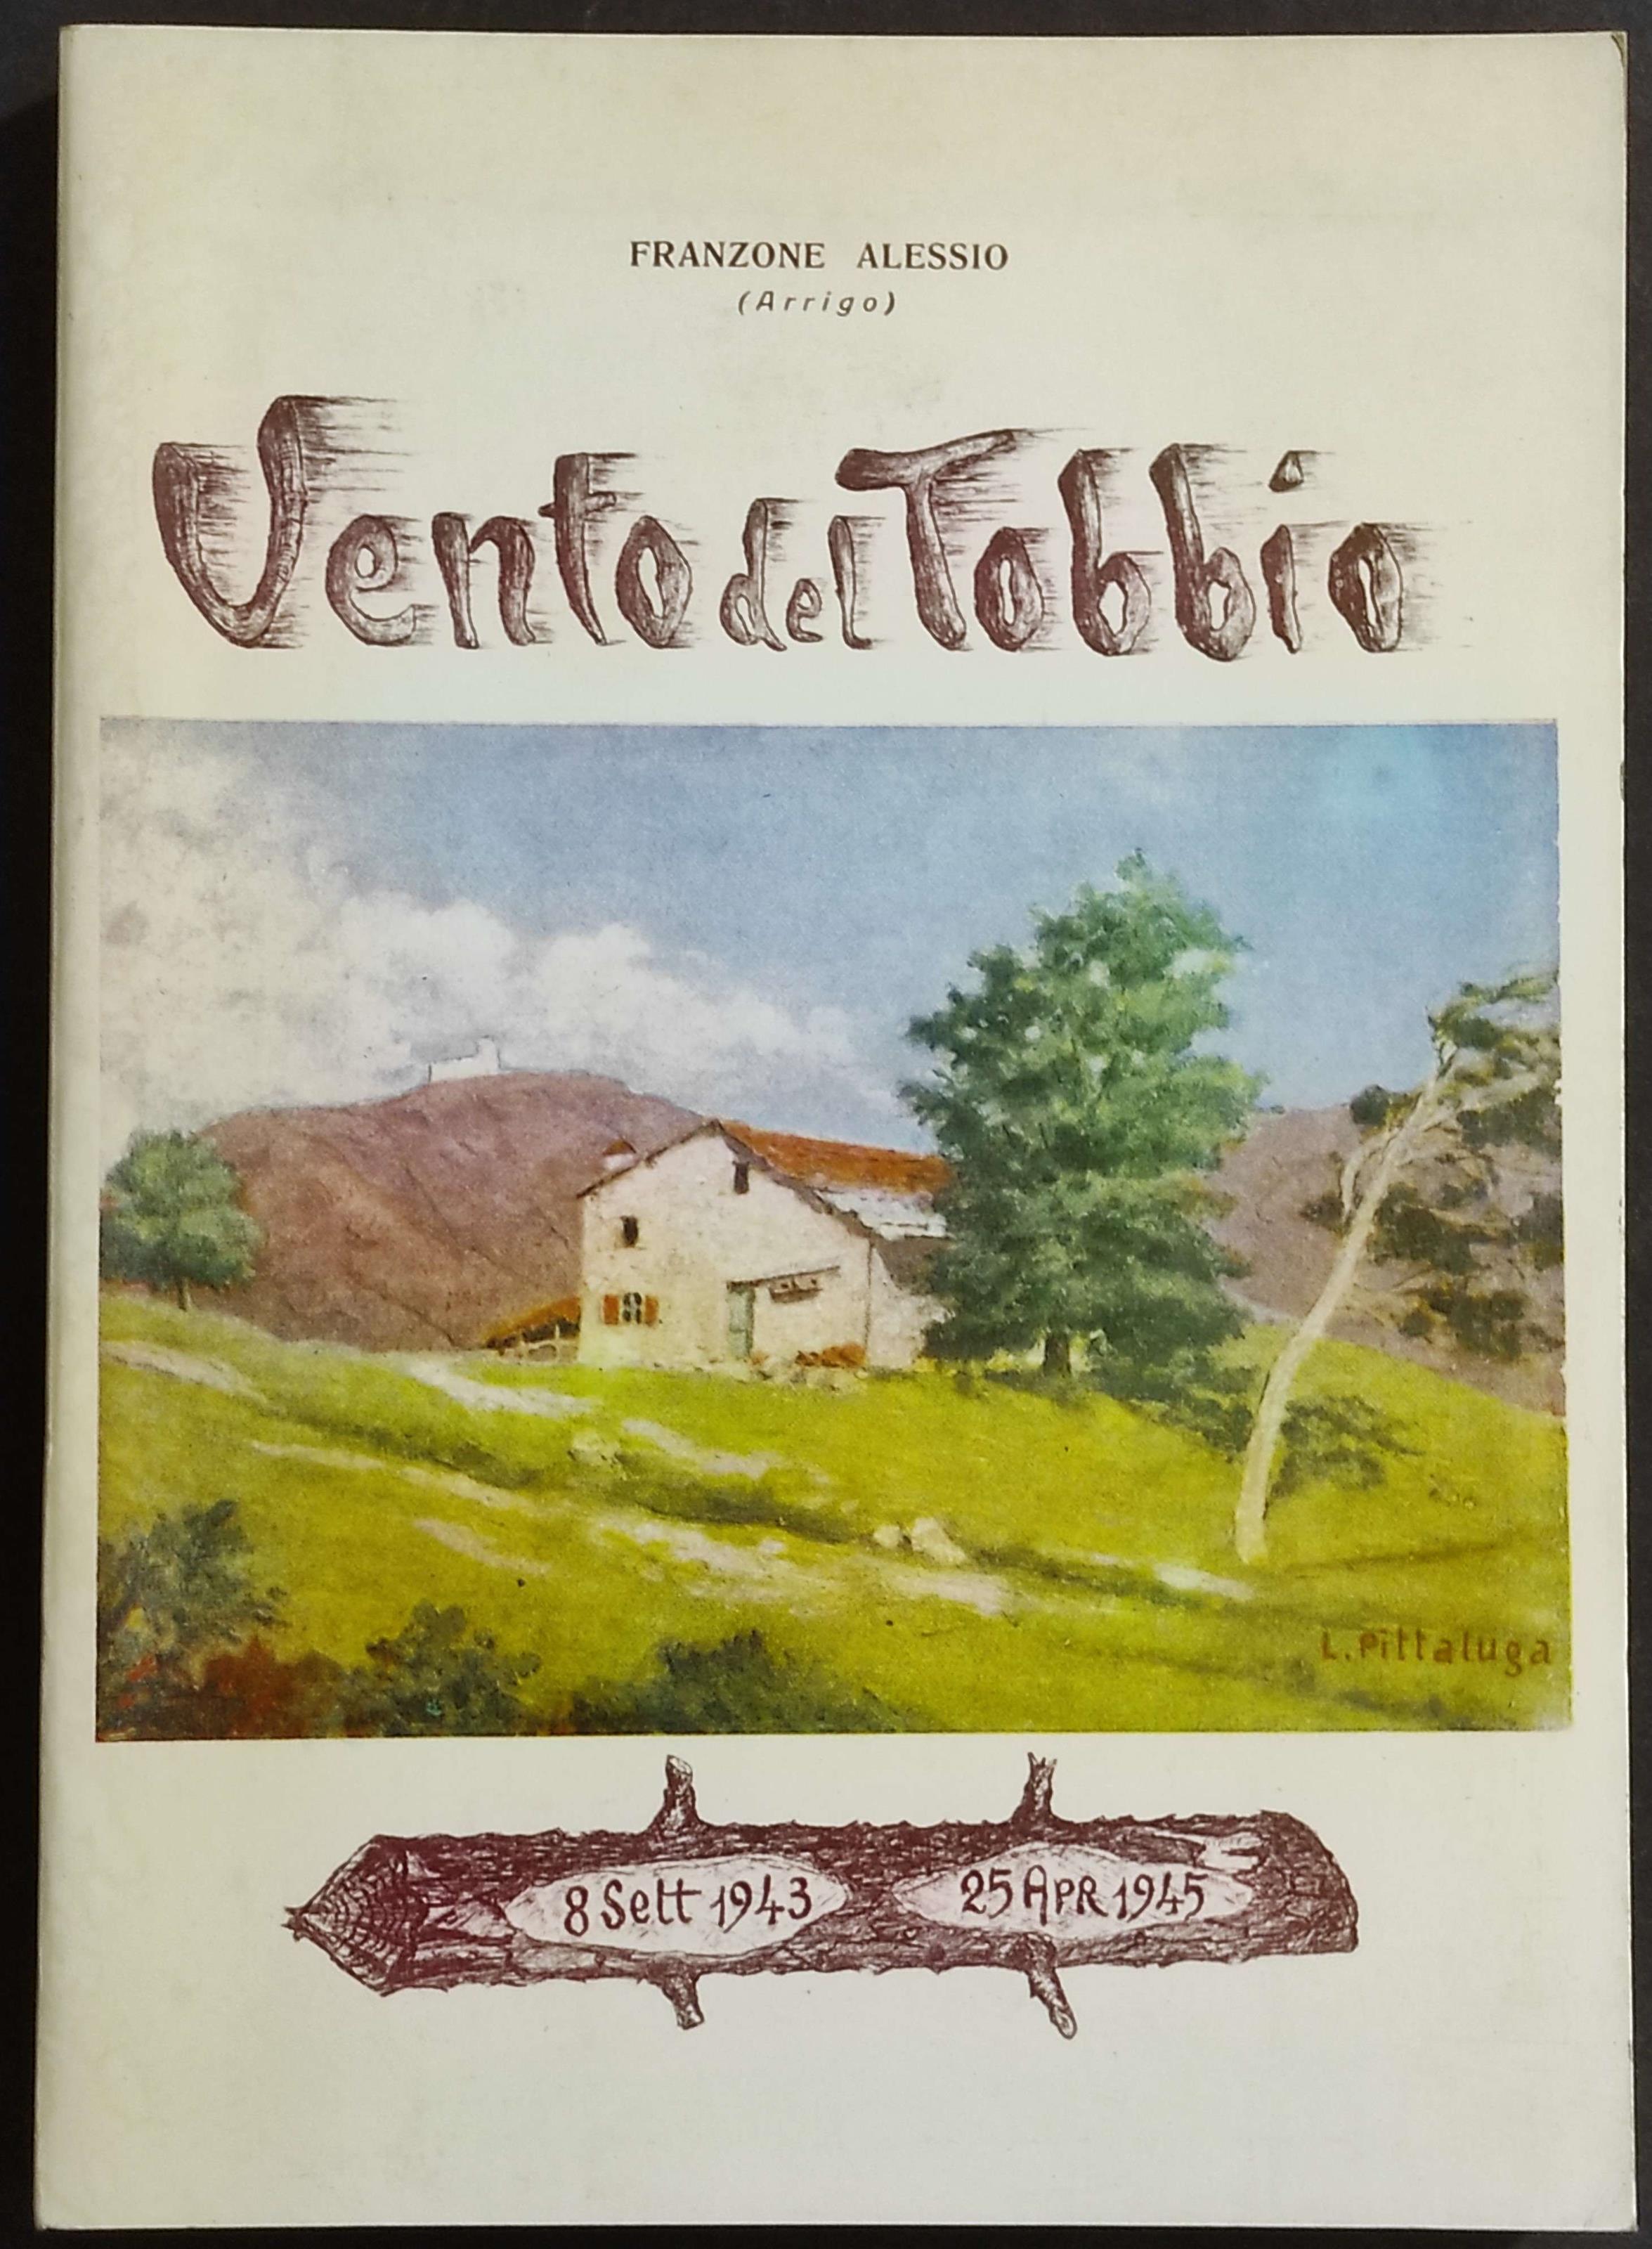 FRANZONE ALESSIO
(Arrigo)
Vento del Tobbio
L. Pittaluga
8 Sett 1943 25 APR 1945